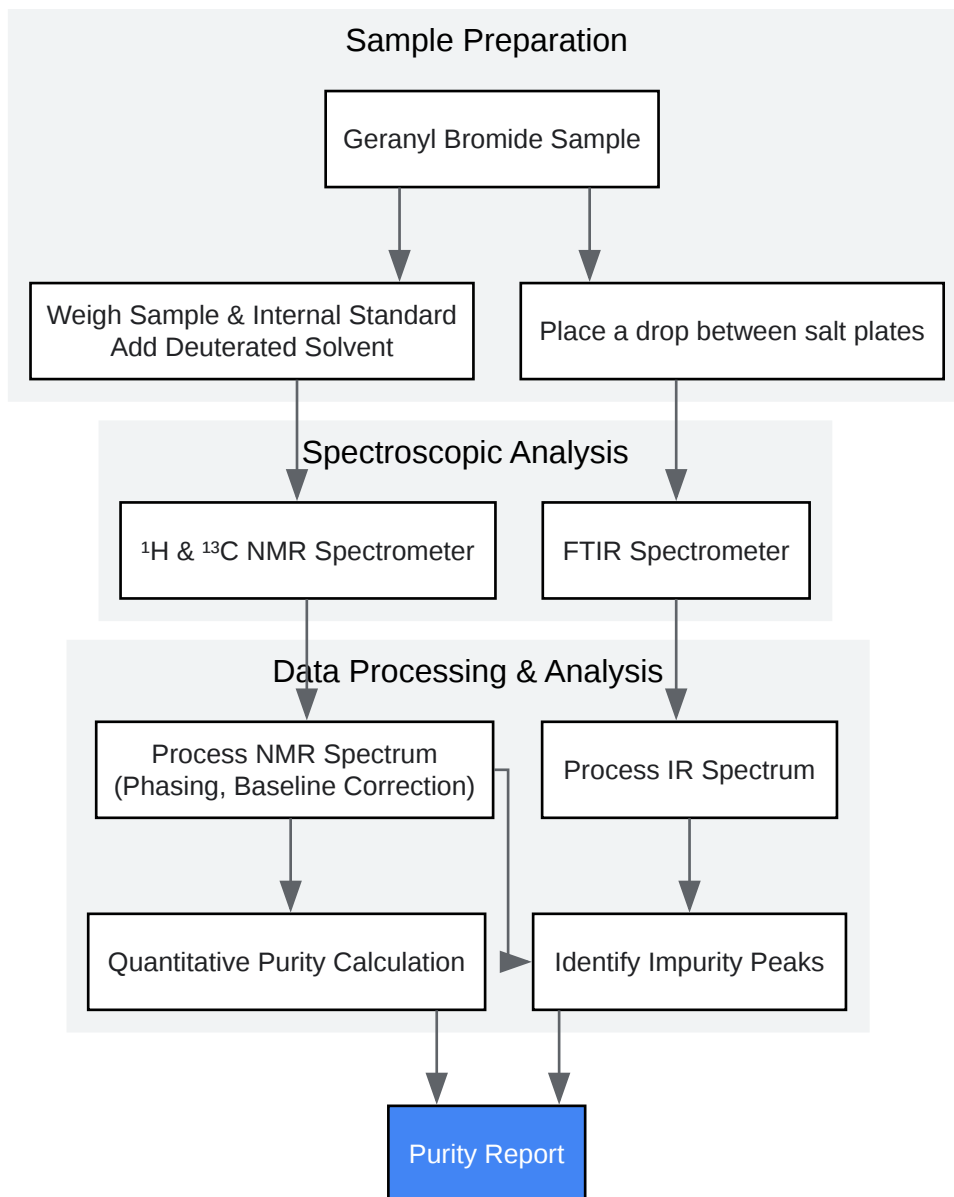 Sample Preparation
Geranyl Bromide Sample
Weigh Sample & Internal Standard
Add Deuterated Solvent
Place a drop between salt plates
Spectroscopic Analysis
¹H & ¹³C NMR Spectrometer
FTIR Spectrometer
Data Processing & Analysis
Process NMR Spectrum
(Phasing, Baseline Correction)
Process IR Spectrum
Quantitative Purity Calculation
Identify Impurity Peaks
Purity Report